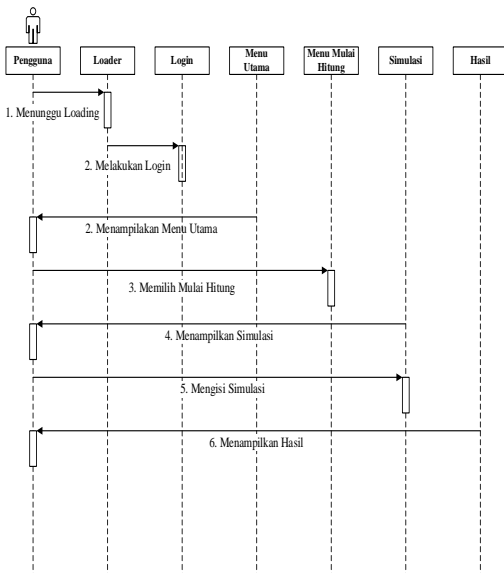 Pengguna
Loader
Login
Menu
Utama
Menu Mulai
Hitung
Simulasi
Hasil
1. Menunggu Loading
2. Melakukan Login
2. Menampilakan Menu Utama
3. Memilih Mulai Hitung
4. Menampilkan Simulasi
5. Mengisi Simulasi
6. Menampilkan Hasil